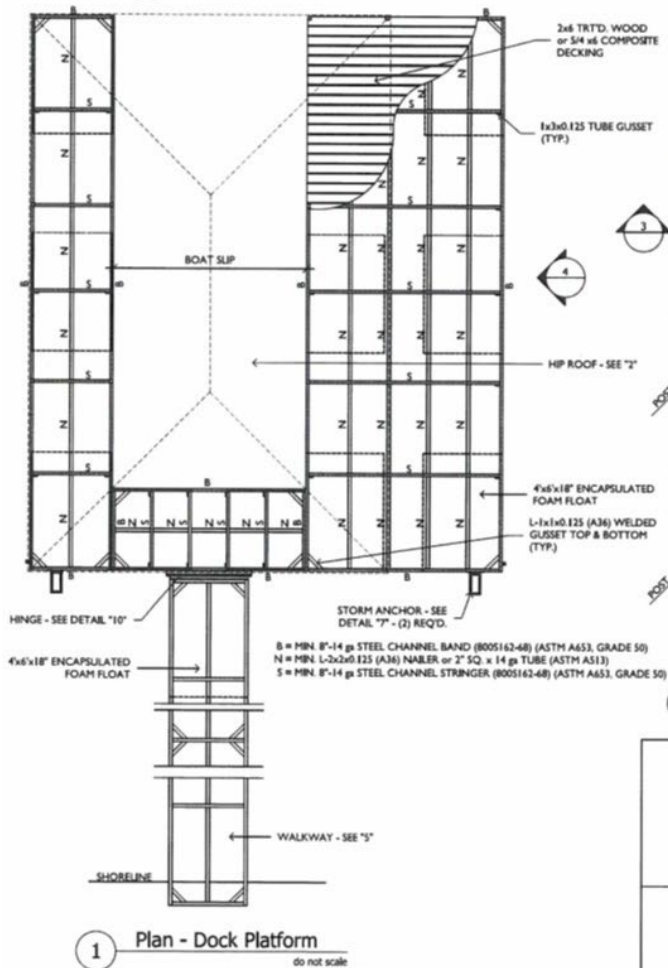 B
B
2x6 TRT'D. WOOD
or 5/4 x6 COMPOSITE
DECKING
1x3x0.125 TUBE GUSSET
(TYP.)
N
N
N
N
S
S
S
N
N
N
N
S
S
S
3
N
N
N
N
N
BOAT SLIP
4
B
B
B
B
S
S
N
N
N
N
N
HIP ROOF - SEE "2"
S
S
POST
N
N
N
N
N
S
B
S
4'x6'x18" ENCAPSULATED
FOAM FLOAT
N
B N S N S N S N S N B
N
N
N
N
L-1x1x0.125 (A36) WELDED
GUSSET TOP & BOTTOM
(TYP.)
B
B
B
POST
HINGE - SEE DETAIL "10"
STORM ANCHOR - SEE
DETAIL "7" - (2) REQ'D.
4'x6'x18" ENCAPSULATED
FOAM FLOAT
B = MIN. 8"-14 ga STEEL CHANNEL BAND (800S162-68) (ASTM A653, GRADE 50)
N = MIN. L-2x2x0.125 (A36) NAILER or 2" SQ. x 14 ga TUBE (ASTM A513)
S = MIN. 8"-14 ga STEEL CHANNEL STRINGER (800S162-68) (ASTM A653, GRADE 50)
WALKWAY - SEE "5"
SHORELINE
1
Plan - Dock Platform
do not scale